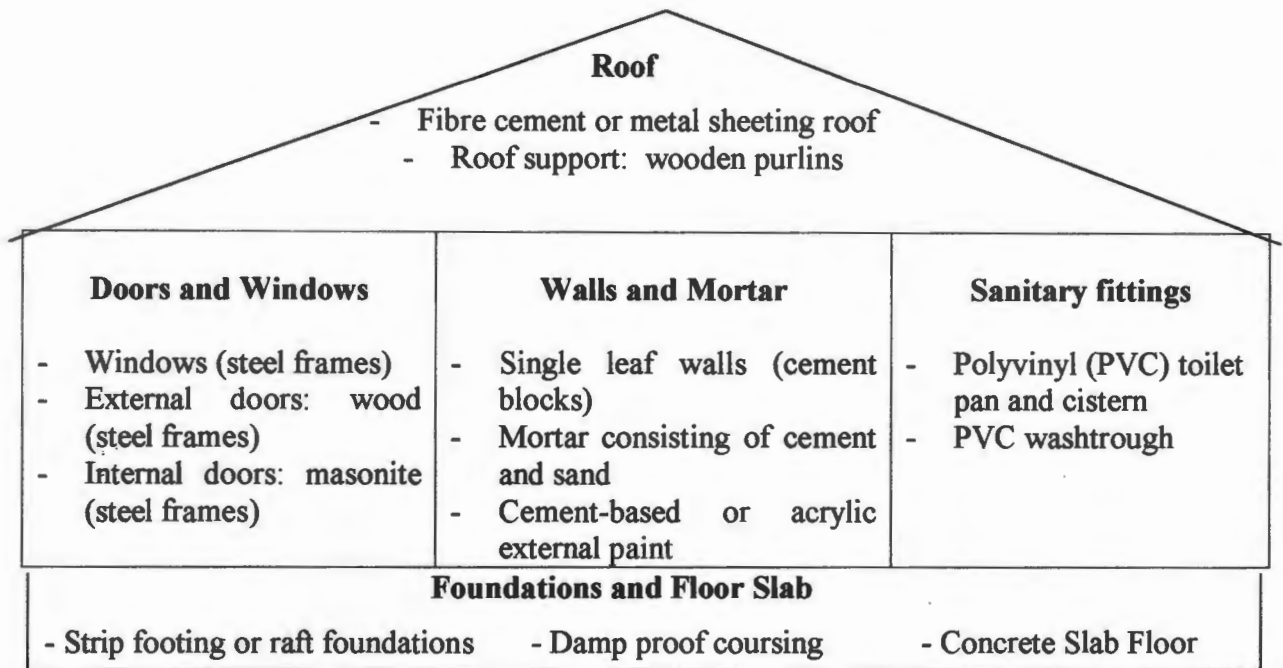 Roof
- Fibre cement or metal sheeting roof
- Roof support: wooden purlins
Doors and Windows
- Windows (steel frames)
- External doors: wood
(steel frames)
- Internal doors: masonite
(steel frames)
Walls and Mortar
- Single leaf walls (cement
blocks)
- Mortar consisting of cement
and sand
- Cement-based or acrylic
external paint
Sanitary fittings
- Polyvinyl (PVC) toilet
pan and cistern
- PVC washtrough
Foundations and Floor Slab
- Strip footing or raft foundations - Damp proof coursing - Concrete Slab Floor